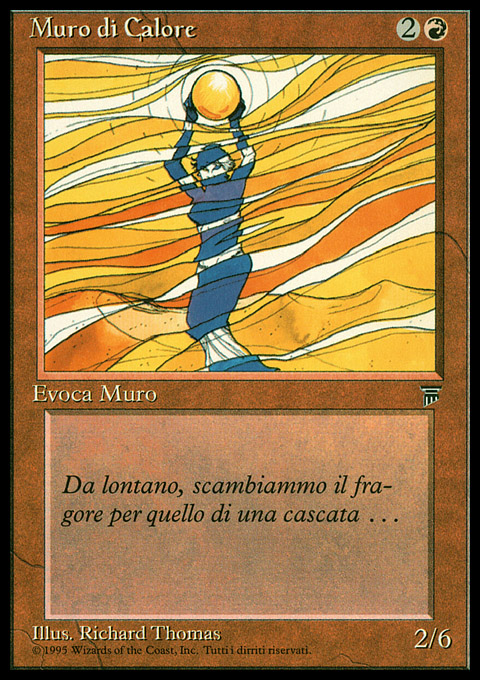 Muro di Calore
2
Evoca Muro
Da lontano, scambiammo il fra-
gore per quello di una cascata . . .
Illus. Richard Thomas
2/6
© 1995 Wizards of the Coast, Inc. Tutti i dirriti riservati.